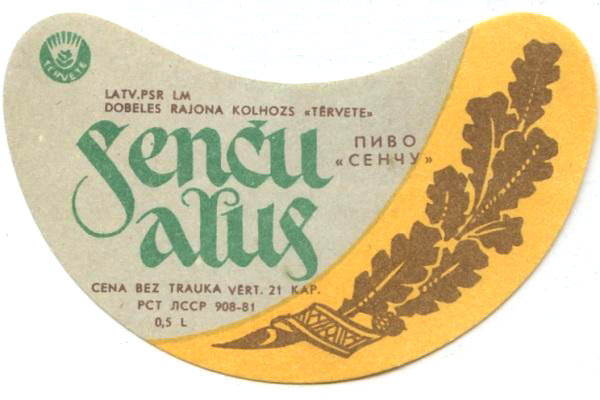 TĒRVETE
LATV.PSR LM
DOBELES RAJONA KOLHOZS «TĒRVETE»
Senču
alus
ПИВО
«СЕНЧУ»
CENA BEZ TRAUKA VĒRT. 21 KAP.
РСТ ЛССР 908-81
0,5 L